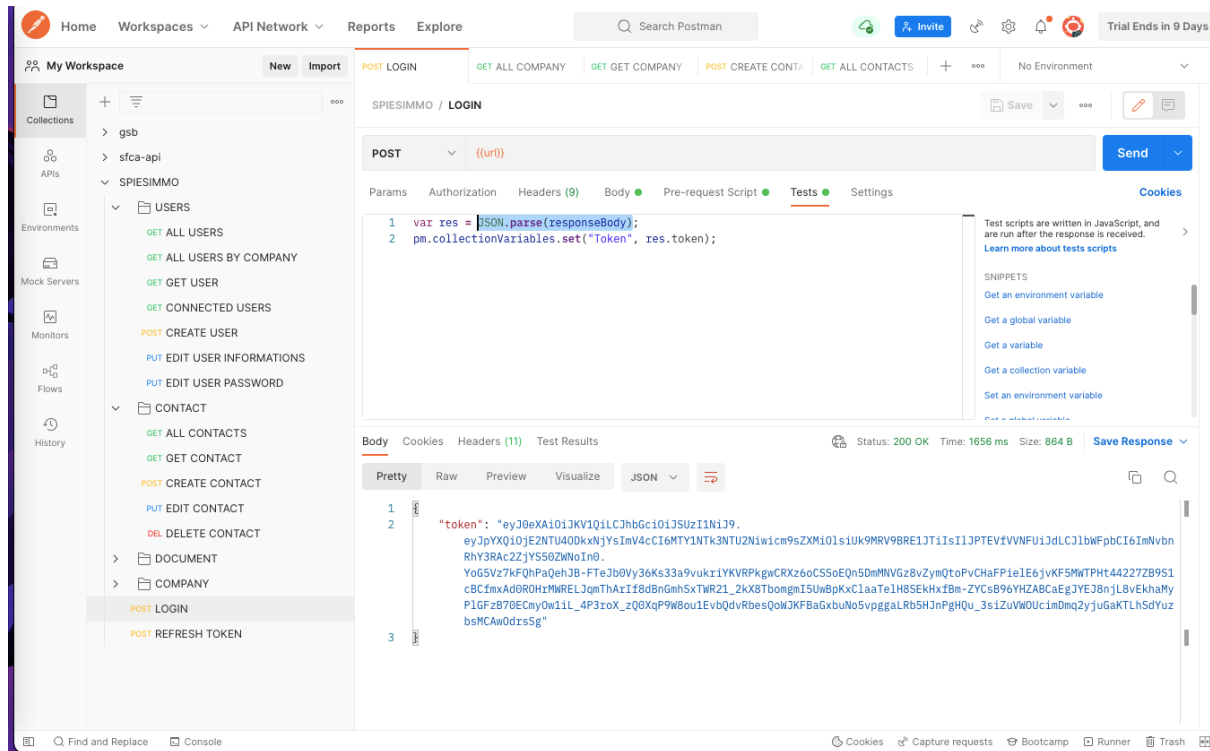 Home Workspaces API Network Reports Explore Search Postman Invite Trial Ends in 9 Days
My Workspace New Import POST LOGIN GET ALL COMPANY GET GET COMPANY POST CREATE CONTA GET ALL CONTACTS No Environment
Collections
APIs
Environments
Mock Servers
Monitors
Flows
History
gsb
sfca-api
SPIESIMMO
USERS
GET ALL USERS
GET ALL USERS BY COMPANY
GET GET USER
GET CONNECTED USERS
POST CREATE USER
PUT EDIT USER INFORMATIONS
PUT EDIT USER PASSWORD
CONTACT
GET ALL CONTACTS
GET GET CONTACT
POST CREATE CONTACT
PUT EDIT CONTACT
DEL DELETE CONTACT
DOCUMENT
COMPANY
POST LOGIN
POST REFRESH TOKEN
SPIESIMMO / LOGIN Save
POST {{url}} Send
Params Authorization Headers (9) Body Pre-request Script Tests Settings Cookies
1 var res = JSON.parse(responseBody);
2 pm.collectionVariables.set("Token", res.token);
Test scripts are written in JavaScript, and
are run after the response is received.
Learn more about tests scripts
SNIPPETS
Get an environment variable
Get a global variable
Get a variable
Get a collection variable
Set an environment variable
Set a global variable
Body Cookies Headers (11) Test Results Status: 200 OK Time: 1656 ms Size: 864 B Save Response
Pretty Raw Preview Visualize JSON
1 {
2 "token": "eyJ0eXAiOiJKV1QiLCJhbGciOiJSUzI1NiJ9.
3 }
Find and Replace Console Cookies Capture requests Bootcamp Runner Trash